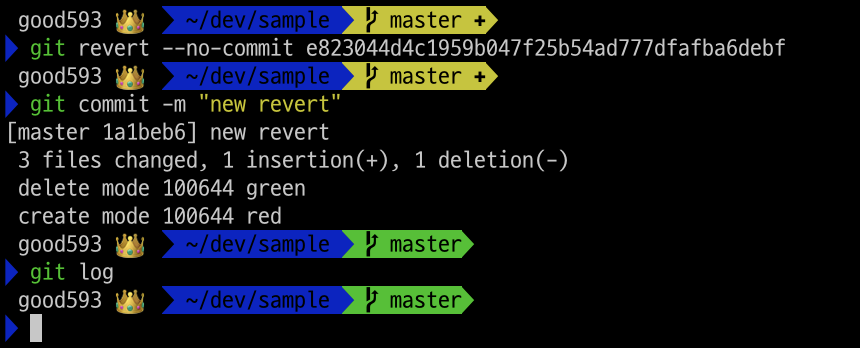 good593 👑 ~/dev/sample master +
git revert --no-commit e823044d4c1959b047f25b54ad777dfafba6debf
good593 👑 ~/dev/sample master +
git commit -m "new revert"
[master 1a1beb6] new revert
3 files changed, 1 insertion(+), 1 deletion(-)
delete mode 100644 green
create mode 100644 red
good593 👑 ~/dev/sample master
git log
good593 👑 ~/dev/sample master